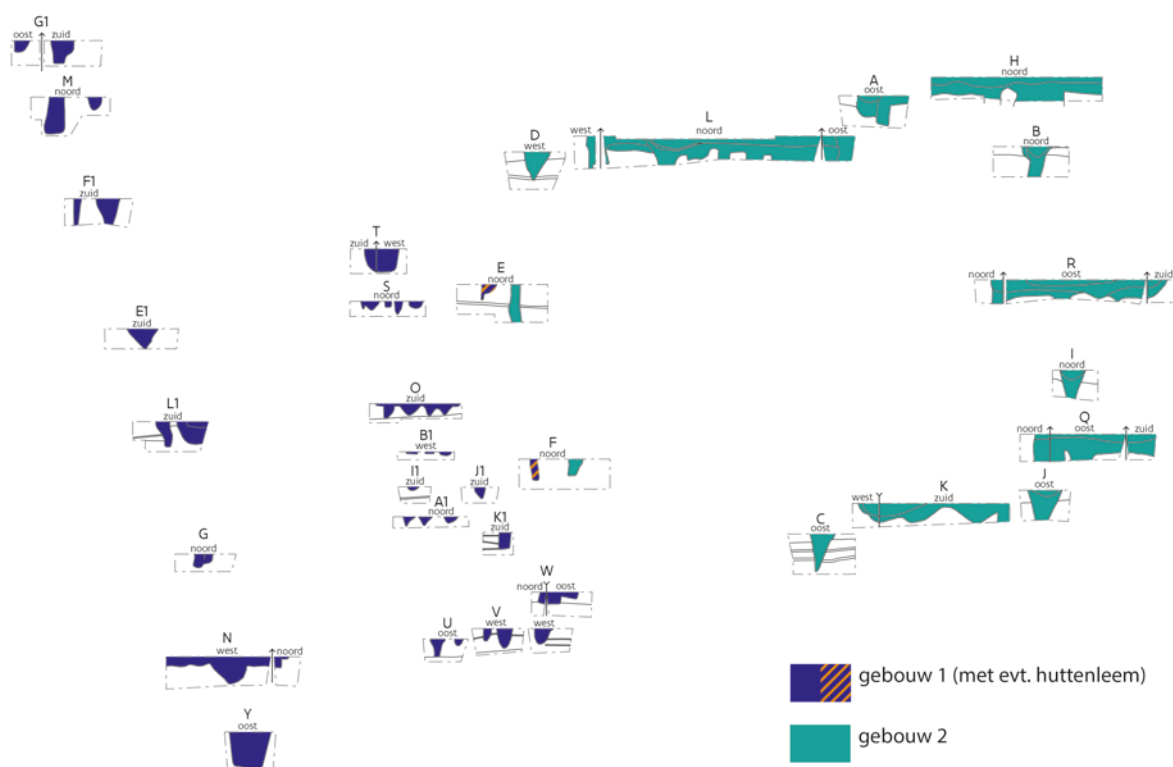 G1
oost zuid
M
noord
F1
zuid
E1
zuid
L1
zuid
G
noord
N
west noord
Y
oost
T
zuid west
S
noord
O
zuid
B1
west
I1
zuid
J1
zuid
A1
noord
K1
zuid
W
noord oost
U
oost
V
west
west
D
west
L
west noord oost
E
noord
F
noord
A
oost
H
noord
B
noord
R
noord oost zuid
I
noord
Q
noord oost zuid
J
oost
K
west zuid
C
oost
gebouw 1 (met evt. huttenleem)
gebouw 2